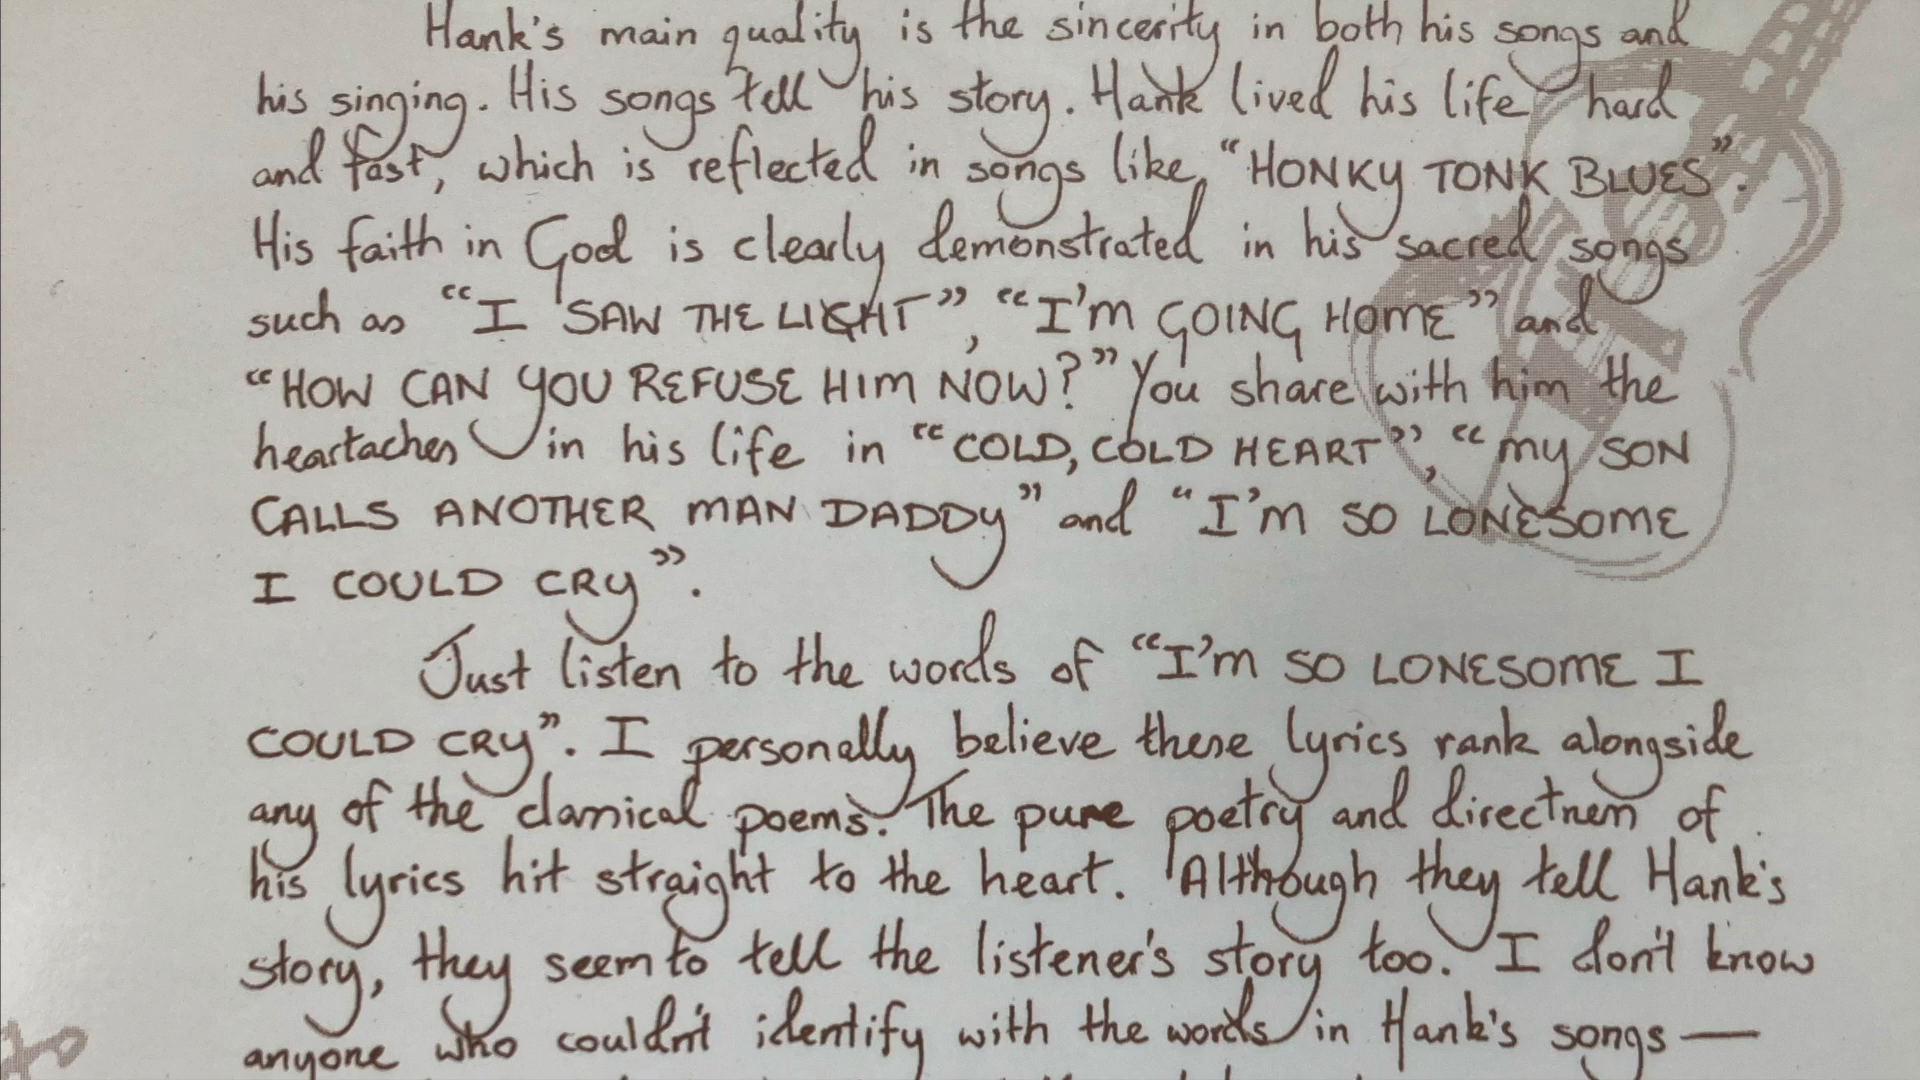 Hank's main quality is the sincerity in both his songs and
his singing. His songs tell his story. Hank lived his life hard
and fast, which is reflected in songs like, "HONKY TONK BLUES".
His faith in God is clearly demonstrated in his sacred songs
such as "I SAW THE LIGHT", "I'm GOING HOME" and
"HOW CAN YOU REFUSE HIM NOW?" You share with him the
heartaches in his life in "COLD, COLD HEART", "MY SON
CALLS ANOTHER MAN DADDY" and "I'm SO LONESOME
I COULD CRY".
Just listen to the words of "I'm SO LONESOME I
COULD CRY". I personally believe these lyrics rank alongside
any of the classical poems. The pure poetry and directness of
his lyrics hit straight to the heart. Although they tell Hank's
story, they seem to tell the listener's story too. I don't know
anyone who couldn't identify with the words in Hank's songs —